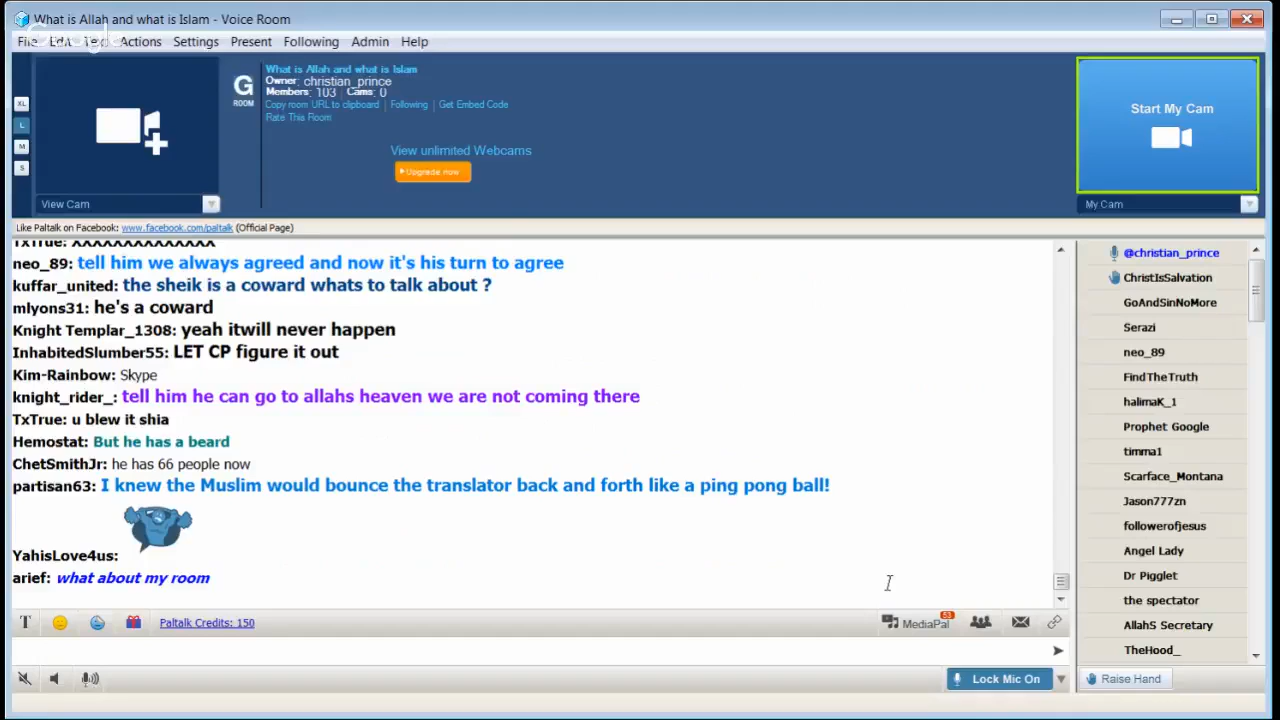 What is Allah and what is Islam - Voice Room
Google
File Edit Text Actions Settings Present Following Admin Help
What is Allah and what is Islam
G ROOM
Owner: christian_prince
Members: 103 Cams: 0
Copy room URL to clipboard | Following | Get Embed Code
Rate This Room
View unlimited Webcams
Upgrade now
XL
L
M
S
View Cam
Start My Cam
My Cam
Like Paltalk on Facebook: www.facebook.com/paltalk (Official Page)
TxTrue: XXXXXXXXXXXXXX
neo_89: tell him we always agreed and now it's his turn to agree
kuffar_united: the sheik is a coward whats to talk about ?
mlyons31: he's a coward
Knight Templar_1308: yeah itwill never happen
InhabitedSlumber55: LET CP figure it out
Kim-Rainbow: Skype
knight_rider_: tell him he can go to allahs heaven we are not coming there
TxTrue: u blew it shia
Hemostat: But he has a beard
ChetSmithJr: he has 66 people now
partisan63: I knew the Muslim would bounce the translator back and forth like a ping pong ball!
YahisLove4us:
arief: what about my room
@christian_prince
ChristIsSalvation
GoAndSinNoMore
Serazi
neo_89
FindTheTruth
halimaK_1
Prophet Google
timma1
Scarface_Montana
Jason777zn
followerofjesus
Angel Lady
Dr Pigglet
the spectator
AllahS Secretary
TheHood_
T
Paltalk Credits: 150
MediaPal 53
Lock Mic On
Raise Hand